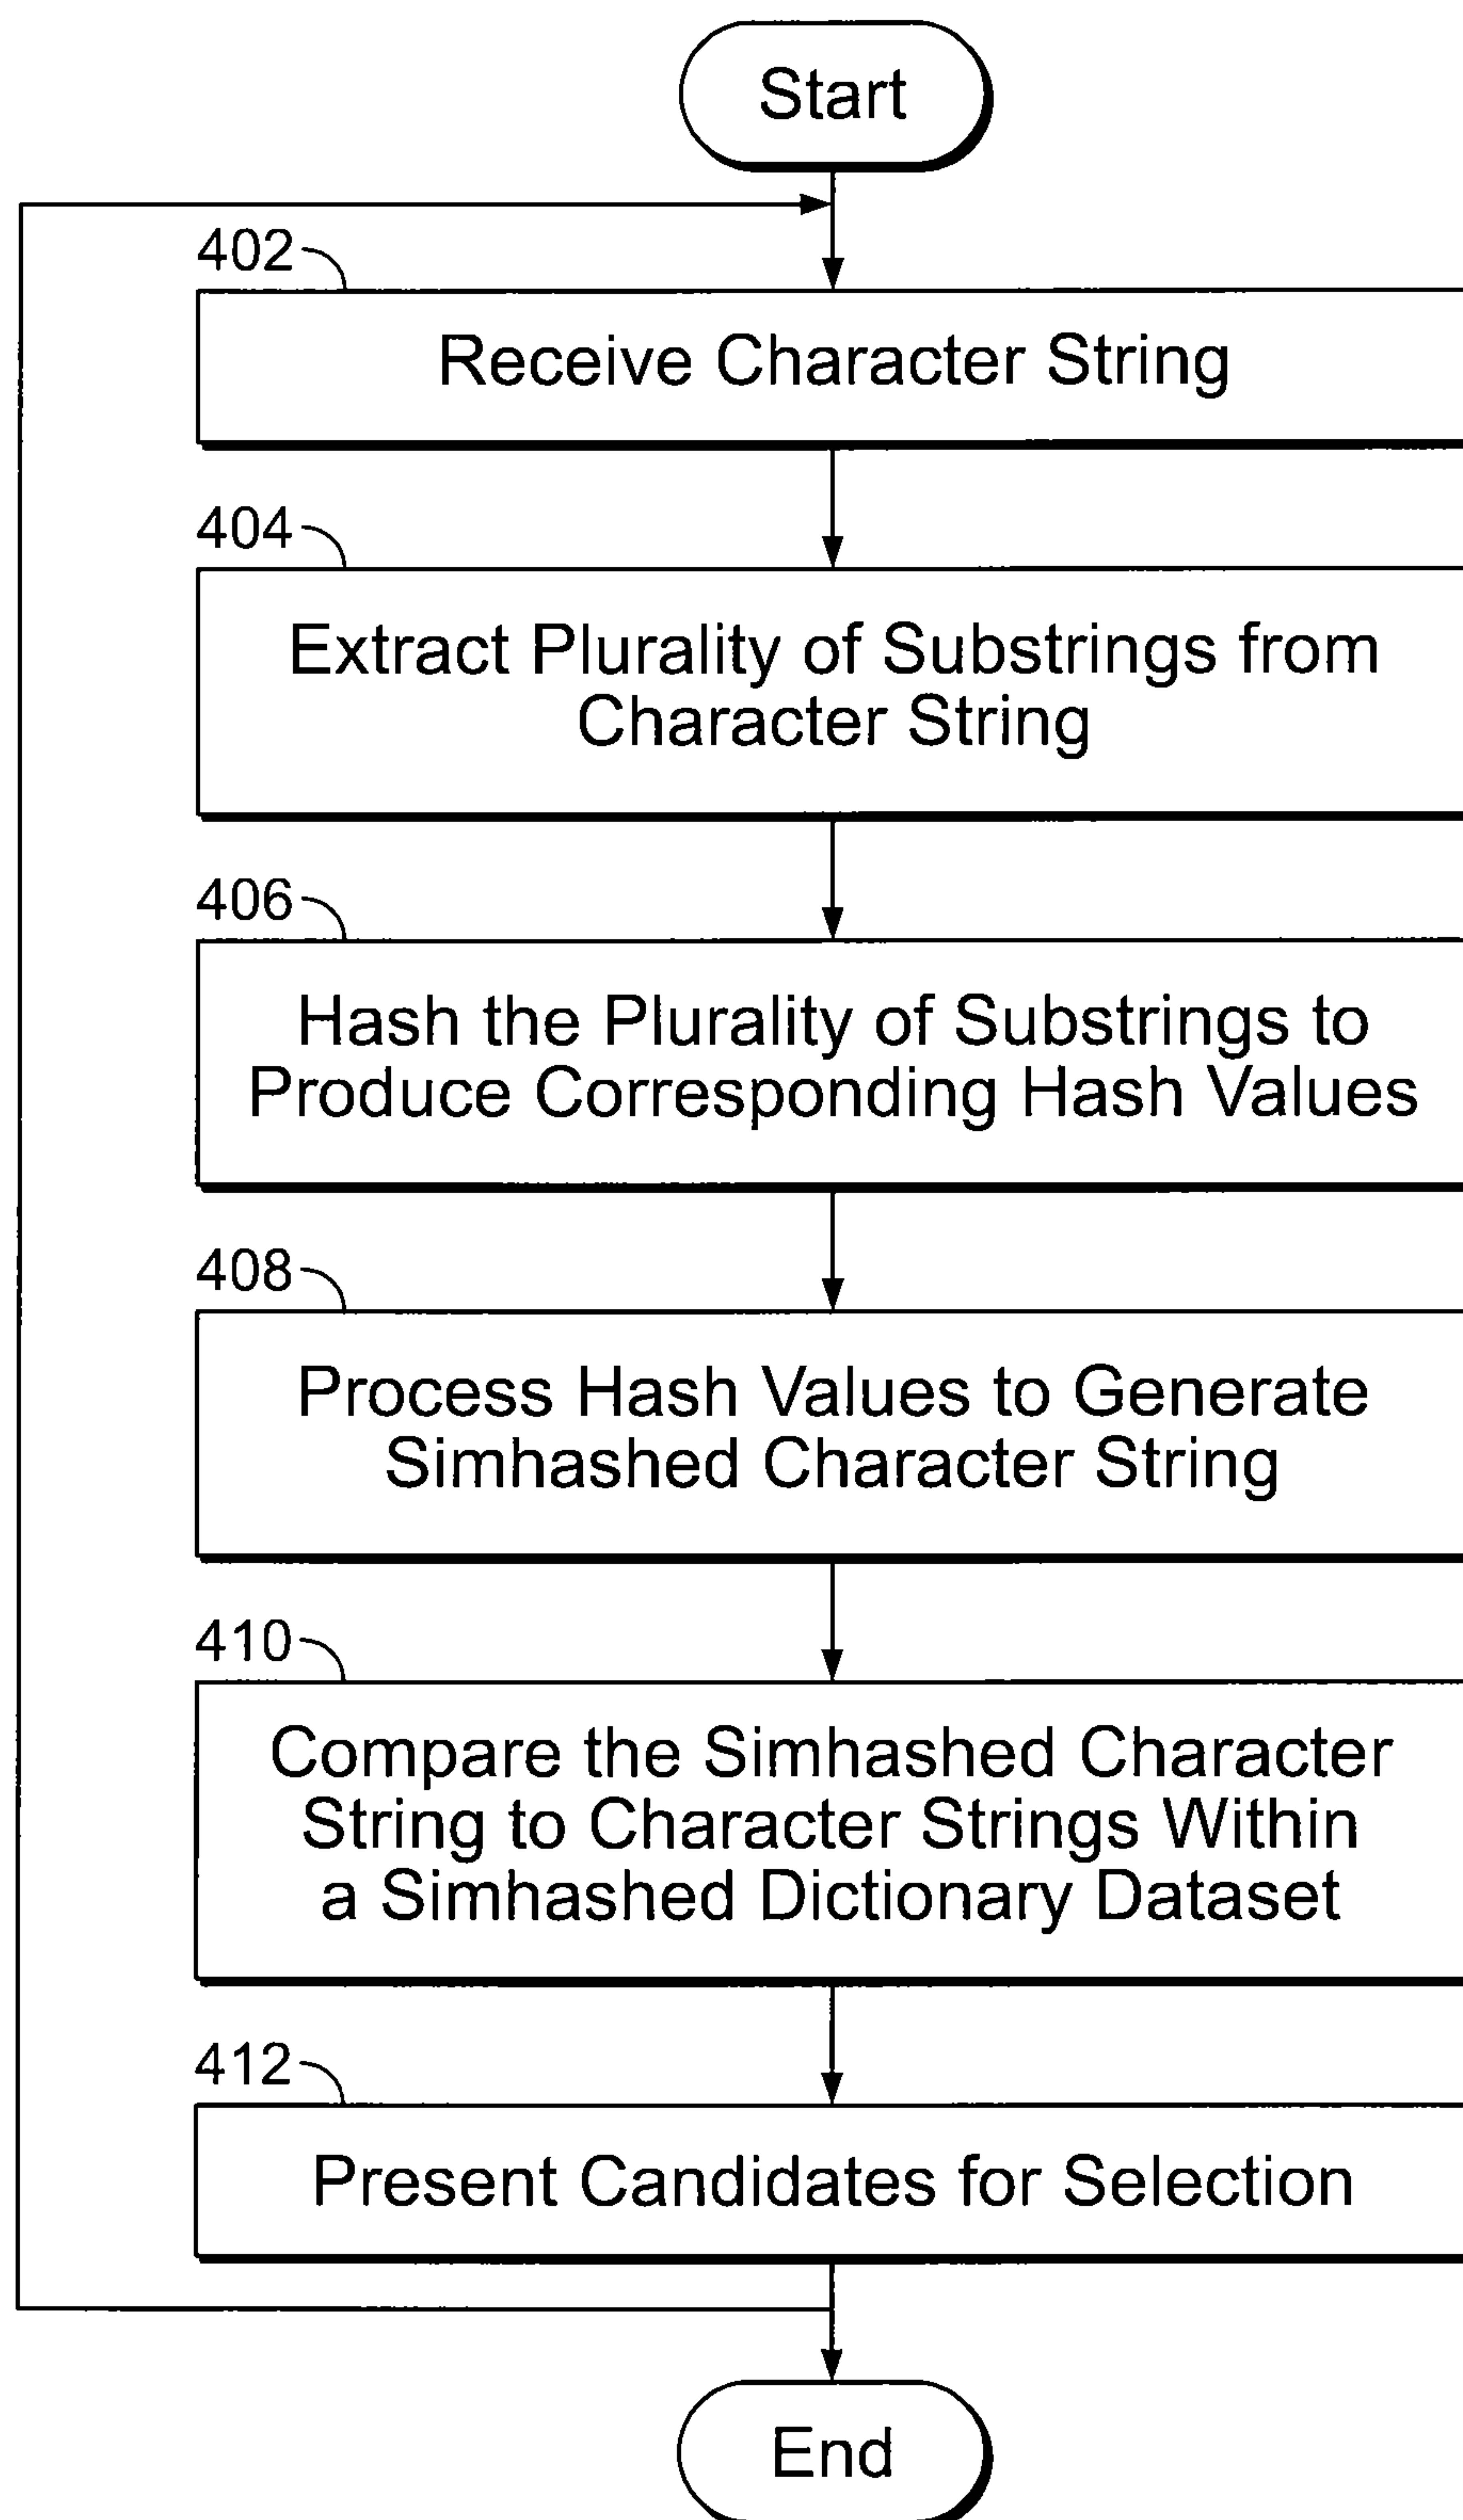 Start
402
Receive Character String
404
Extract Plurality of Substrings from
Character String
406
Hash the Plurality of Substrings to
Produce Corresponding Hash Values
408
Process Hash Values to Generate
Simhashed Character String
410
Compare the Simhashed Character
String to Character Strings Within
a Simhashed Dictionary Dataset
412
Present Candidates for Selection
End